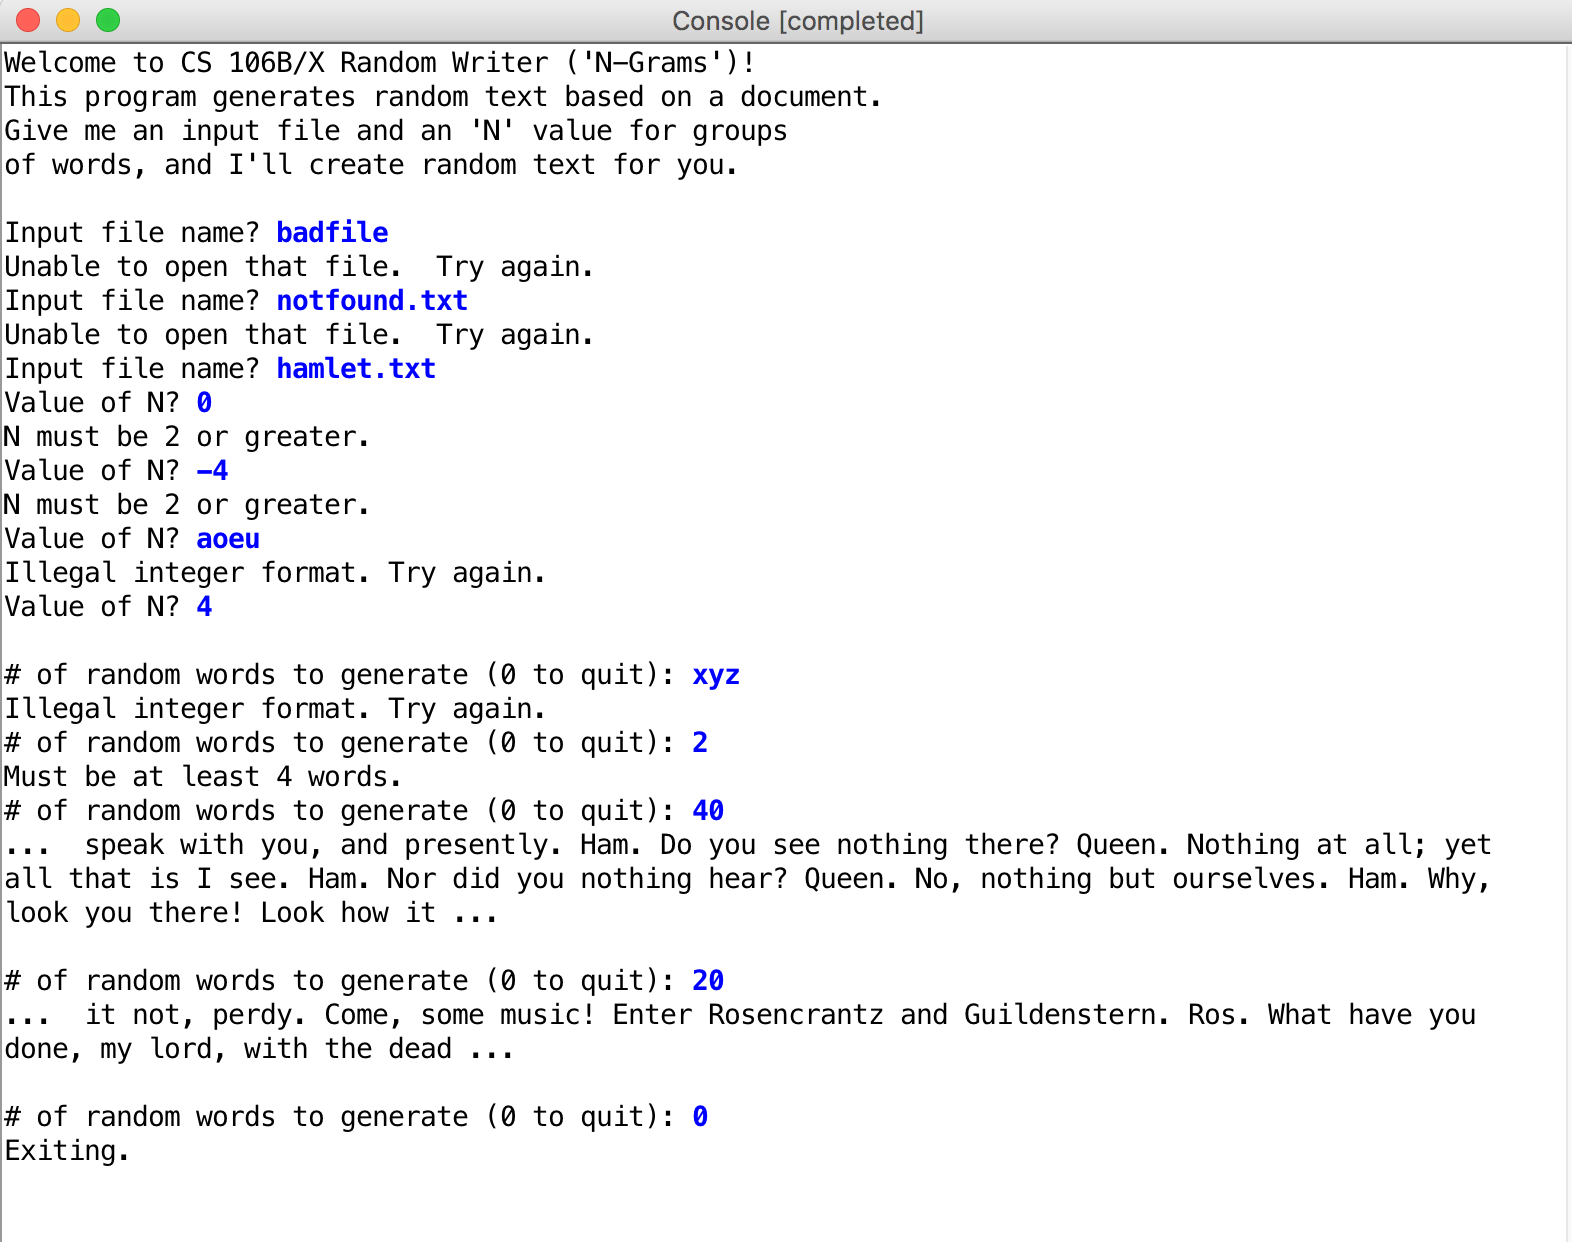 Console [completed]
Welcome to CS 106B/X Random Writer ('N-Grams')!
This program generates random text based on a document.
Give me an input file and an 'N' value for groups
of words, and I'll create random text for you.
Input file name? badfile
Unable to open that file.  Try again.
Input file name? notfound.txt
Unable to open that file.  Try again.
Input file name? hamlet.txt
Value of N? 0
N must be 2 or greater.
Value of N? -4
N must be 2 or greater.
Value of N? aoeu
Illegal integer format. Try again.
Value of N? 4
# of random words to generate (0 to quit): xyz
Illegal integer format. Try again.
# of random words to generate (0 to quit): 2
Must be at least 4 words.
# of random words to generate (0 to quit): 40
...  speak with you, and presently. Ham. Do you see nothing there? Queen. Nothing at all; yet
all that is I see. Ham. Nor did you nothing hear? Queen. No, nothing but ourselves. Ham. Why,
look you there! Look how it ...
# of random words to generate (0 to quit): 20
...  it not, perdy. Come, some music! Enter Rosencrantz and Guildenstern. Ros. What have you
done, my lord, with the dead ...
# of random words to generate (0 to quit): 0
Exiting.